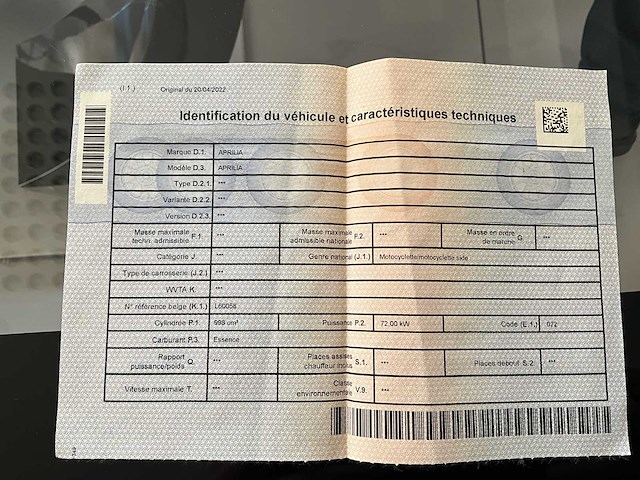 (I.1.) Original du 20/04/2022
Identification du véhicule et caractéristiques techniques
Marque D.1. APRILIA
Modèle D.3. APRILIA
Type D.2.1. ***
Variante D.2.2. ***
Version D.2.3. ***
Masse maximale techn. admissible F.1 *** Masse maximale admissible nationale F.2. *** Masse en ordre de marche G ***
Catégorie J. *** Genre national (J.1.) Motocyclette/motocyclette side
Type de carrosserie (J.2.) ***
WVTA K. ***
N° référence belge (K.1.) L60058
Cylindrée P.1. 998 cm³ Puissance P.2. 72.00 kW Code (E.1.) 072
Carburant P.3. Essence
Rapport puissance/poids Q. *** Places assises chauffeur inclus S.1. *** Places debout S.2. ***
Vitesse maximale T. *** Classe environnementale V.9. ***